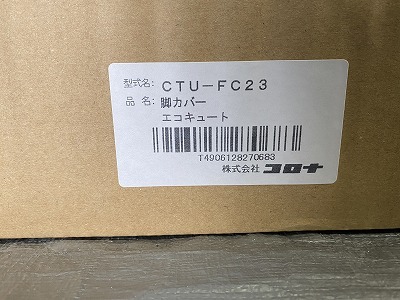 型式名: CTU－FC23
品 名: 脚カバー
エコキュート
T4906128270683
株式会社 コロナ